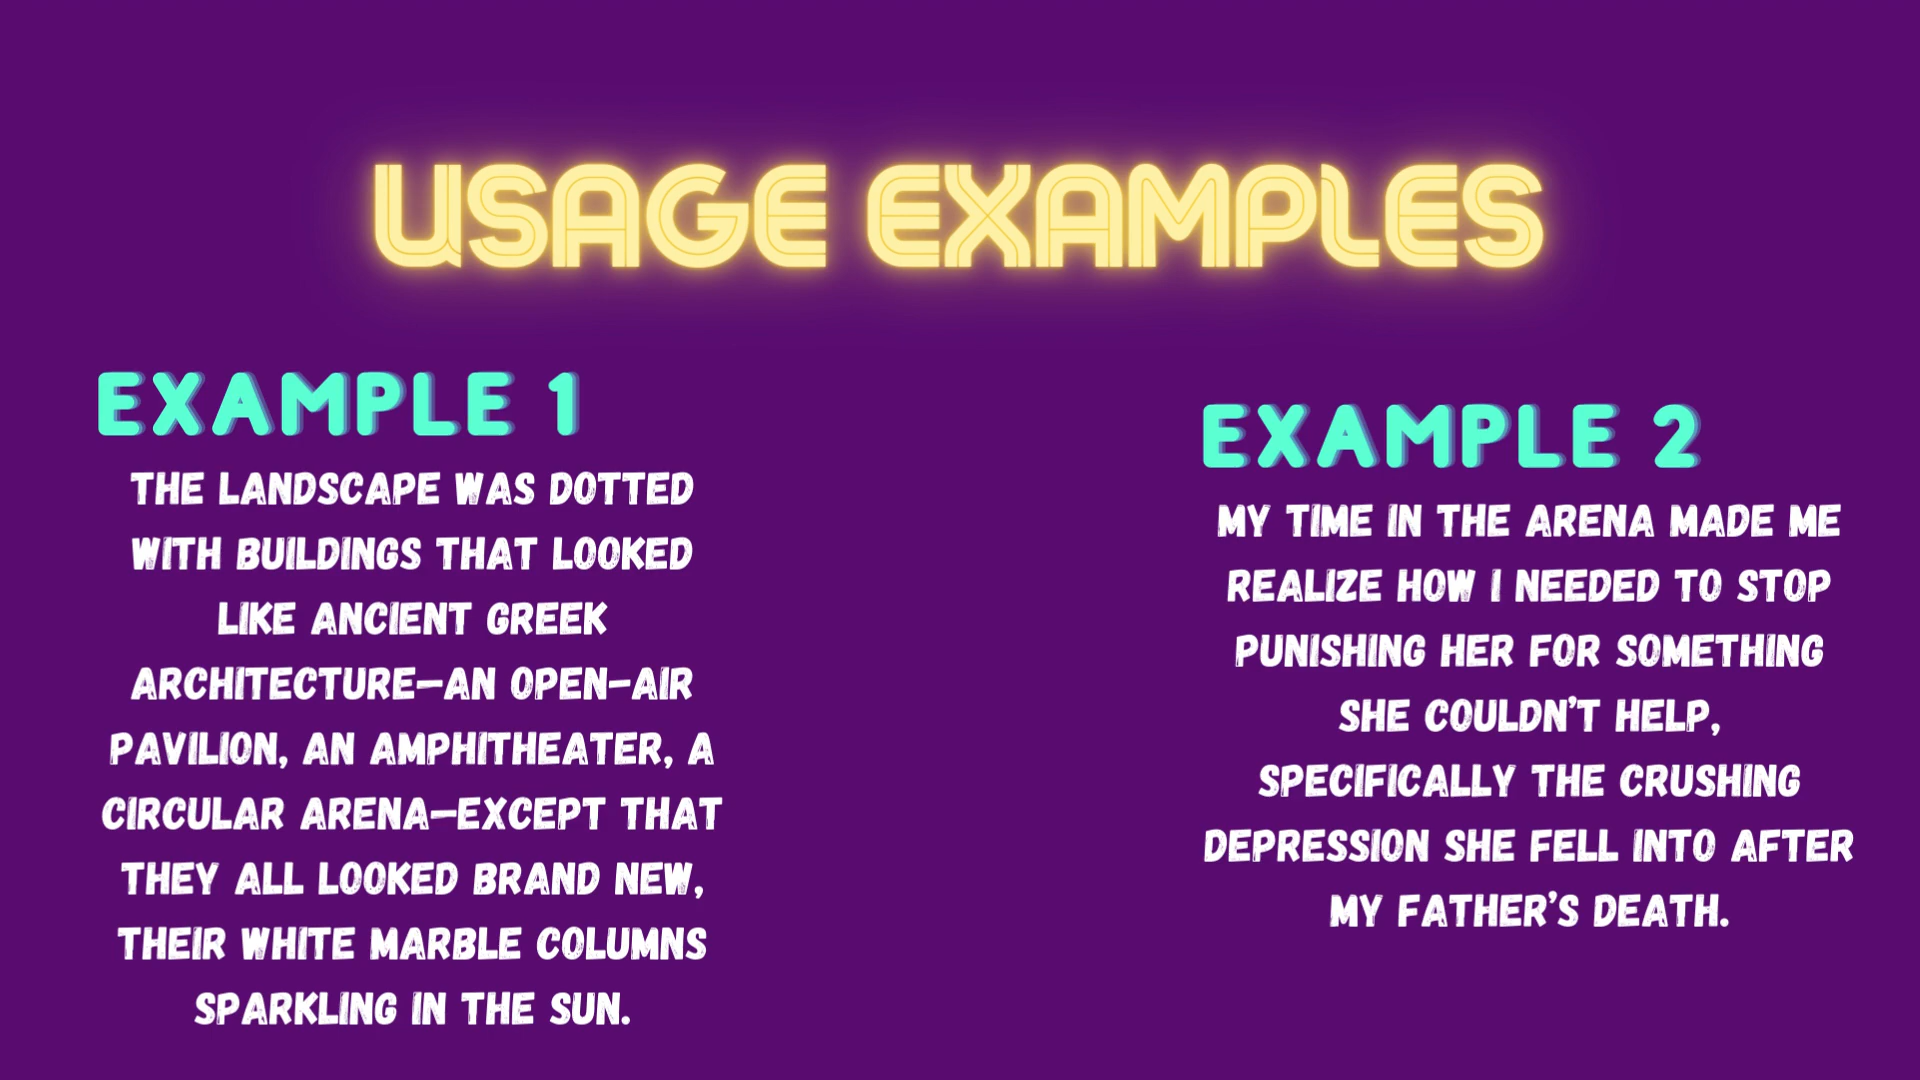 USAGE EXAMPLES
EXAMPLE 1
THE LANDSCAPE WAS DOTTED
WITH BUILDINGS THAT LOOKED
LIKE ANCIENT GREEK
ARCHITECTURE—AN OPEN-AIR
PAVILION, AN AMPHITHEATER, A
CIRCULAR ARENA—EXCEPT THAT
THEY ALL LOOKED BRAND NEW,
THEIR WHITE MARBLE COLUMNS
SPARKLING IN THE SUN.
EXAMPLE 2
MY TIME IN THE ARENA MADE ME
REALIZE HOW I NEEDED TO STOP
PUNISHING HER FOR SOMETHING
SHE COULDN'T HELP,
SPECIFICALLY THE CRUSHING
DEPRESSION SHE FELL INTO AFTER
MY FATHER'S DEATH.